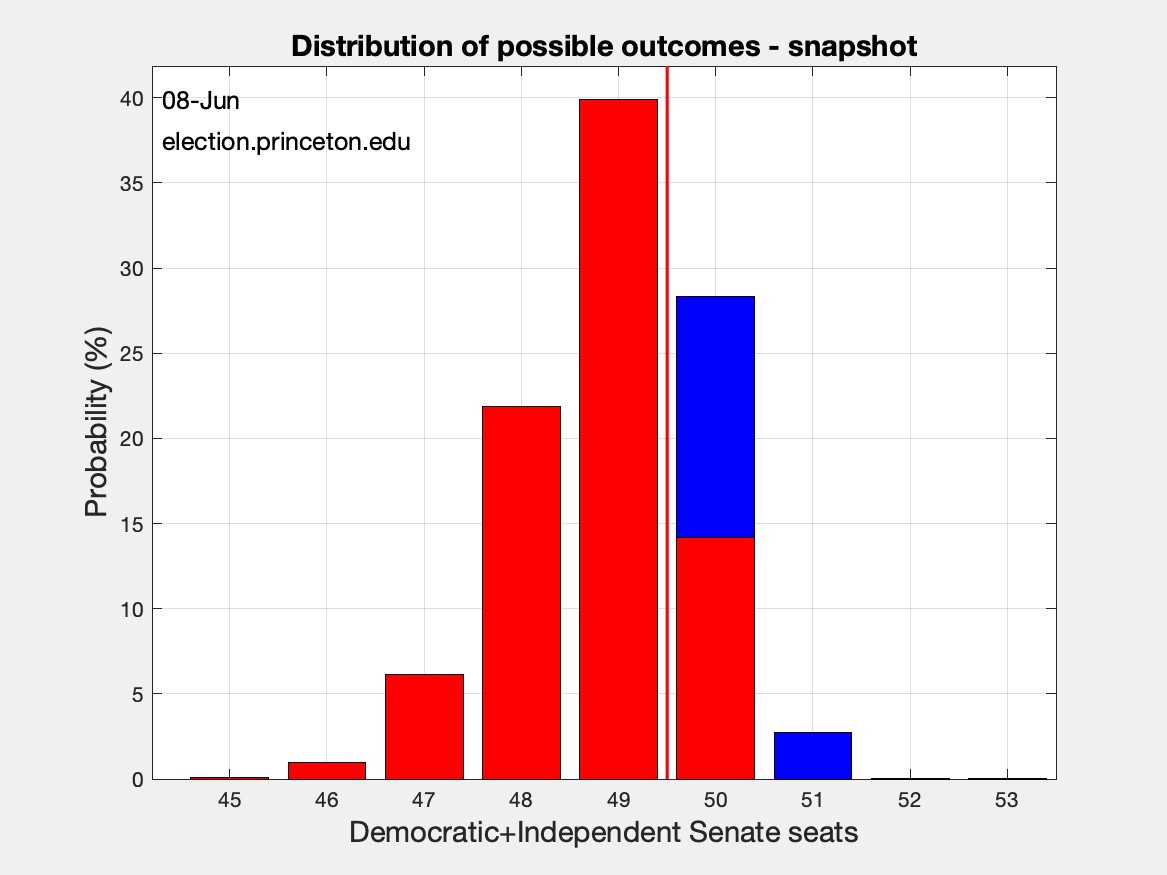 Distribution of possible outcomes - snapshot
08-Jun
election.princeton.edu
Probability (%)
40
35
30
25
20
15
10
5
0
45 46 47 48 49 50 51 52 53
Democratic+Independent Senate seats